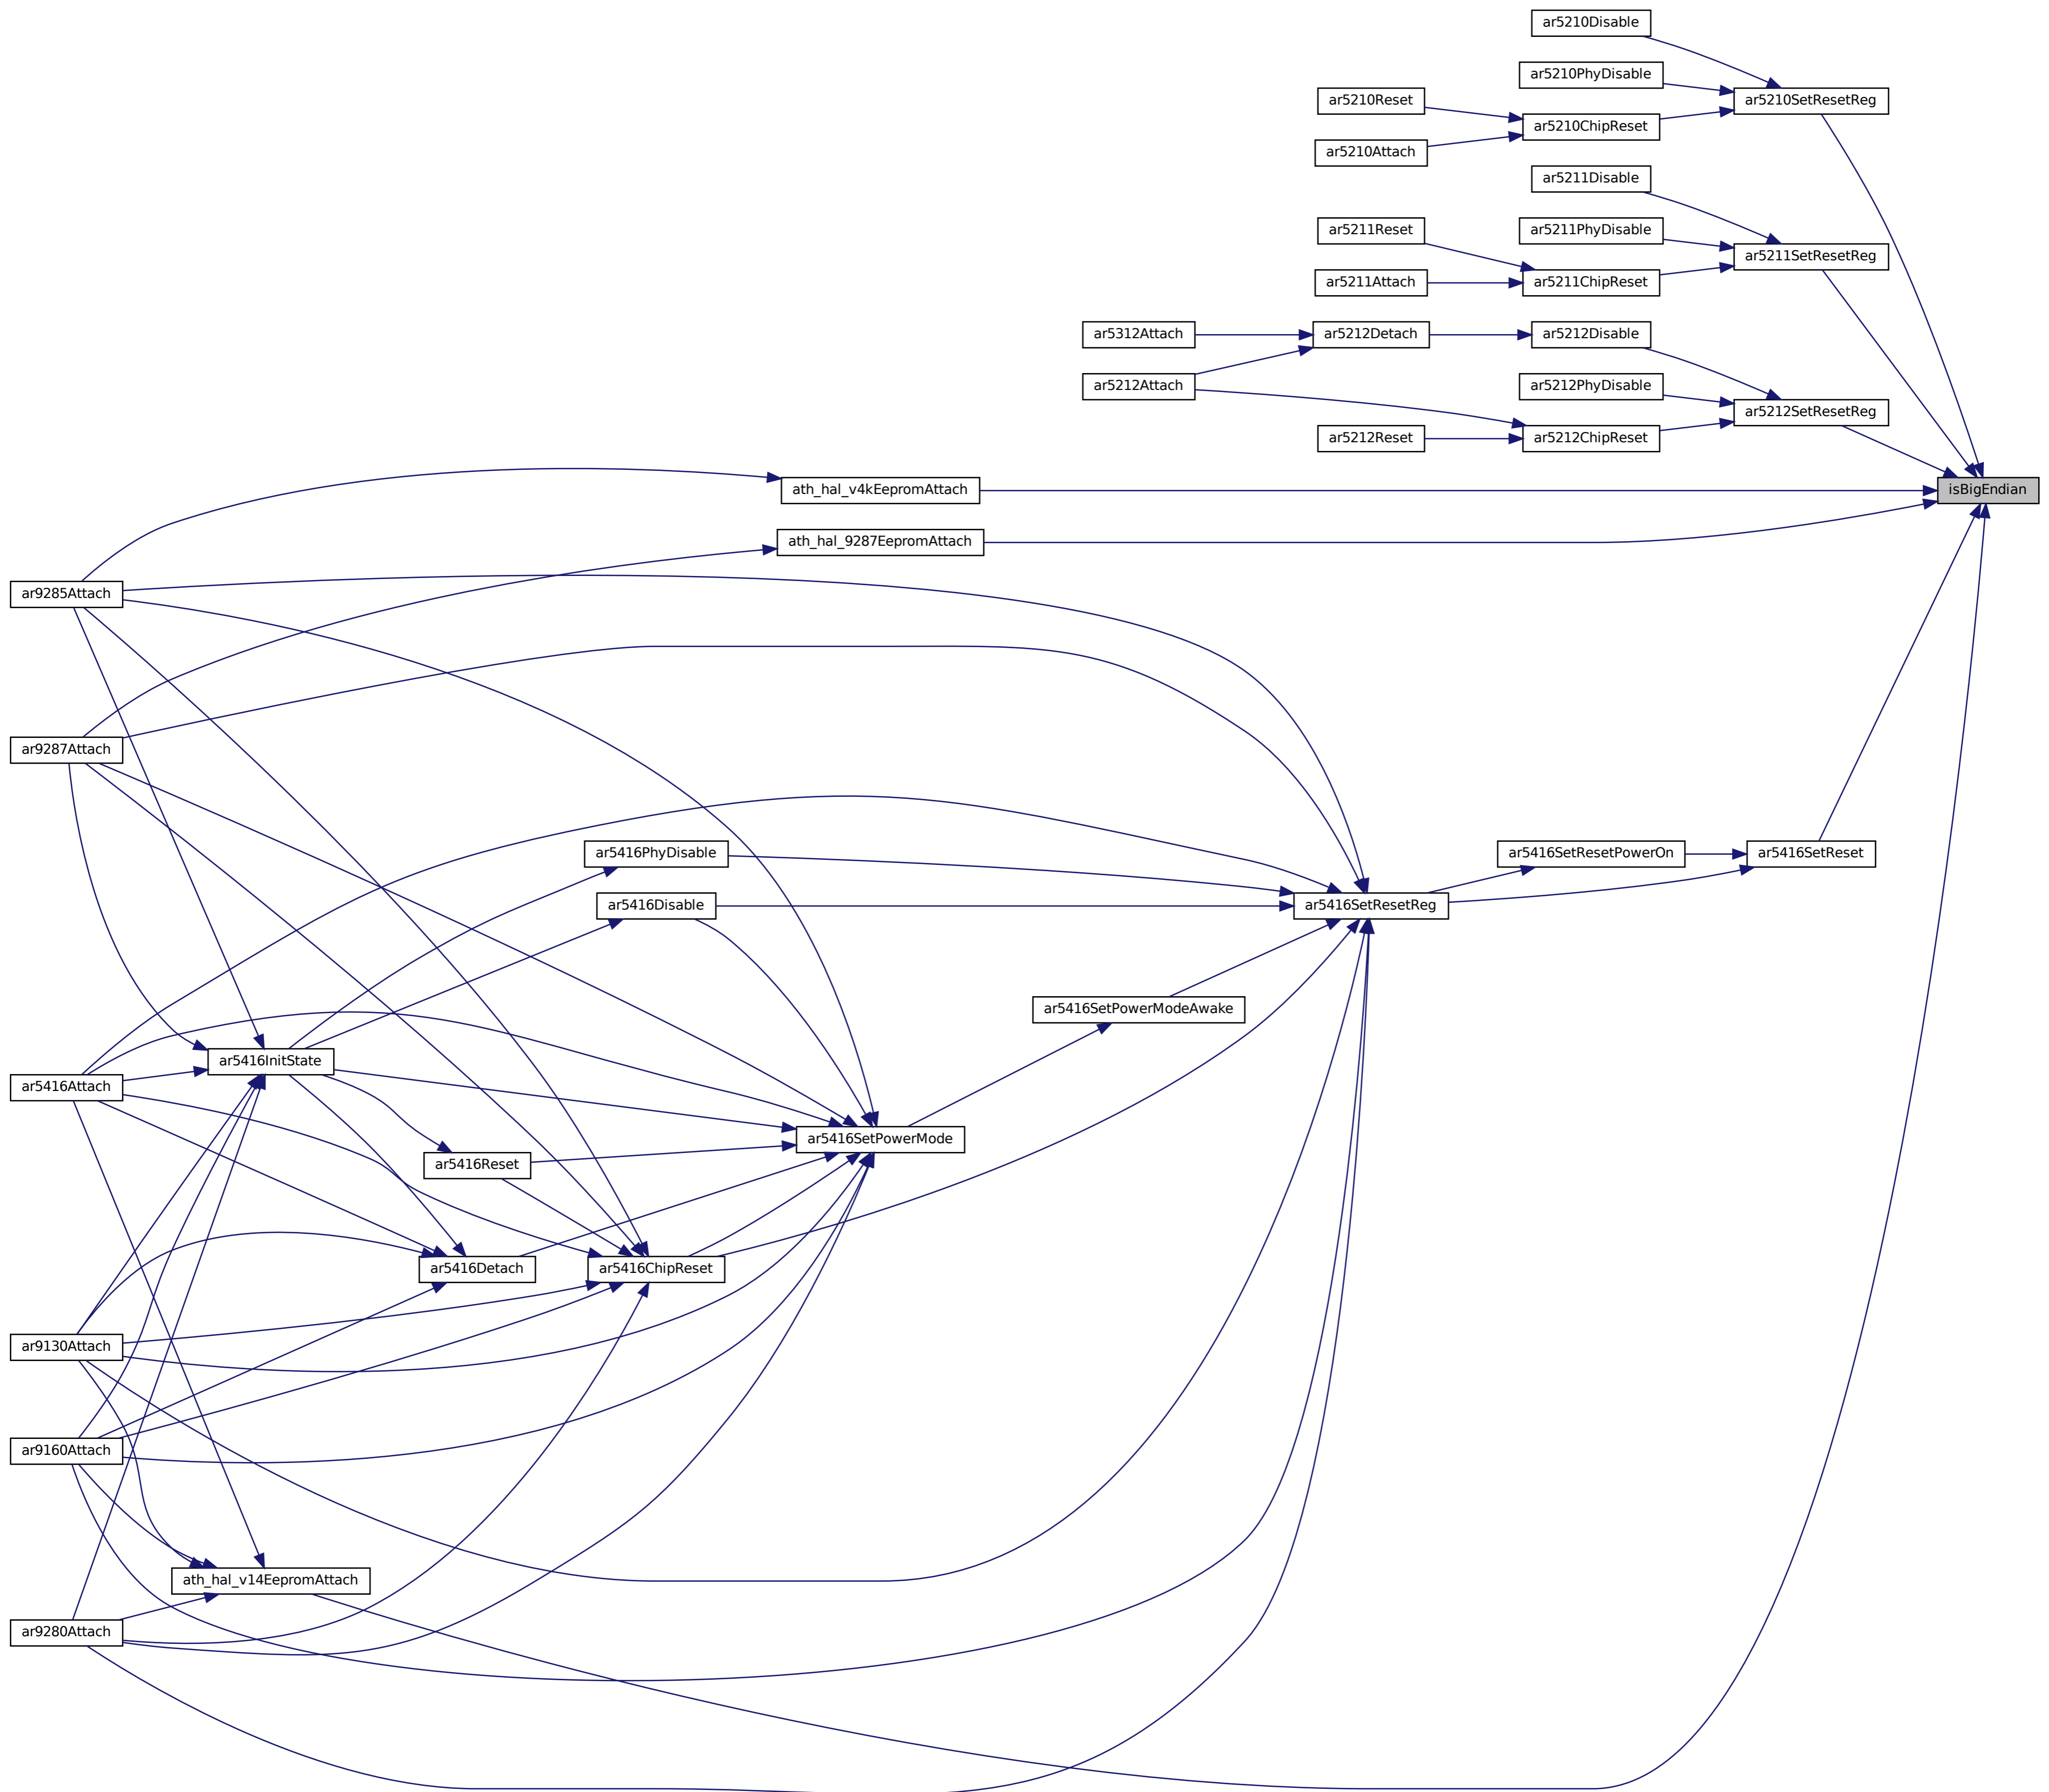 ar5210Disable
ar5210PhyDisable
ar5210Reset
ar5210SetResetReg
ar5210ChipReset
ar5210Attach
ar5211Disable
ar5211Reset
ar5211PhyDisable
ar5211SetResetReg
ar5211Attach
ar5211ChipReset
ar5312Attach
ar5212Detach
ar5212Disable
ar5212Attach
ar5212PhyDisable
ar5212SetResetReg
ar5212Reset
ar5212ChipReset
ath_hal_v4kEepromAttach
isBigEndian
ath_hal_9287EepromAttach
ar9285Attach
ar9287Attach
ar5416PhyDisable
ar5416SetResetPowerOn
ar5416SetReset
ar5416Disable
ar5416SetResetReg
ar5416SetPowerModeAwake
ar5416InitState
ar5416Attach
ar5416SetPowerMode
ar5416Reset
ar5416Detach
ar5416ChipReset
ar9130Attach
ar9160Attach
ath_hal_v14EepromAttach
ar9280Attach